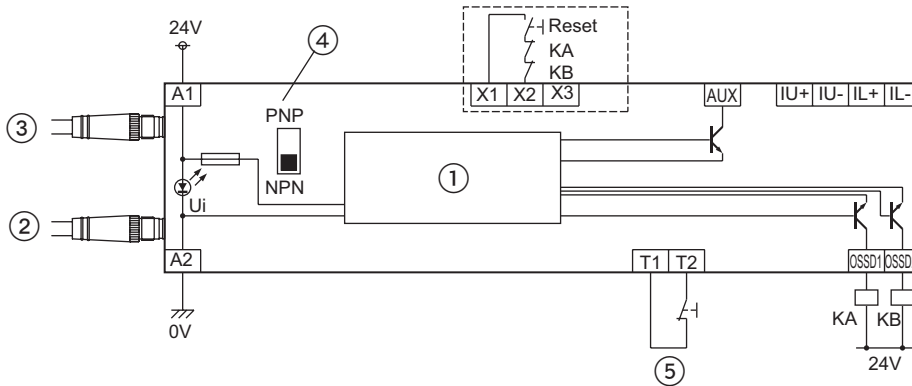 24V
④
Reset
KA
KB
A1
X1 X2 X3
AUX
IU+ IU- IL+ IL-
③
PNP
NPN
①
Ui
②
A2
T1 T2
OSSD1 OSSD
0V
KA KB
⑤
24V